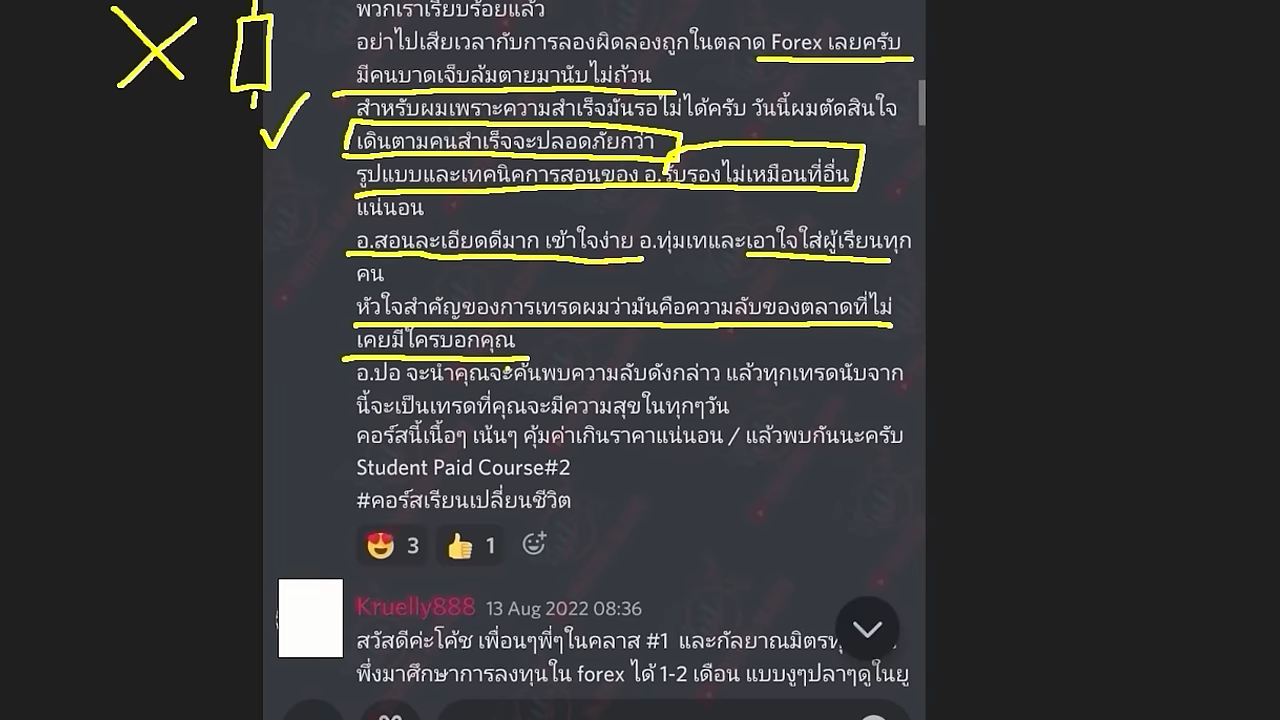 พวกเราเรียบร้อยแล้ว
อย่าไปเสียเวลากับการลองผิดลองถูกในตลาด Forex เลยครับ
มีคนบาดเจ็บล้มตายมานับไม่ถ้วน
สำหรับผมเพราะความสำเร็จมันรอไม่ได้ครับ วันนี้ผมตัดสินใจ
เดินตามคนสำเร็จจะปลอดภัยกว่า
รูปแบบและเทคนิคการสอนของ อ.รับรองไม่เหมือนที่อื่น
แน่นอน
อ.สอนละเอียดดีมาก เข้าใจง่าย อ.ทุ่มเทและเอาใจใส่ผู้เรียนทุก
คน
หัวใจสำคัญของการเทรดผมว่ามันคือความลับของตลาดที่ไม่
เคยมีใครบอกคุณ
อ.ปอ จะนำคุณจะค้นพบความลับดังกล่าว แล้วทุกเทรดนับจาก
นี้จะเป็นเทรดที่คุณจะมีความสุขในทุกๆวัน
คอร์สนี้เนื้อๆ เน้นๆ คุ้มค่าเกินราคาแน่นอน / แล้วพบกันนะครับ
Student Paid Course#2
#คอร์สเรียนเปลี่ยนชีวิต
3 1
Kruelly888 13 Aug 2022 08:36
สวัสดีค่ะโค้ช เพื่อนๆพี่ๆในคลาส #1 และกัลยาณมิตร
พึ่งมาศึกษาการลงทุนใน forex ได้ 1-2 เดือน แบบงูๆปลาๆดูในยู